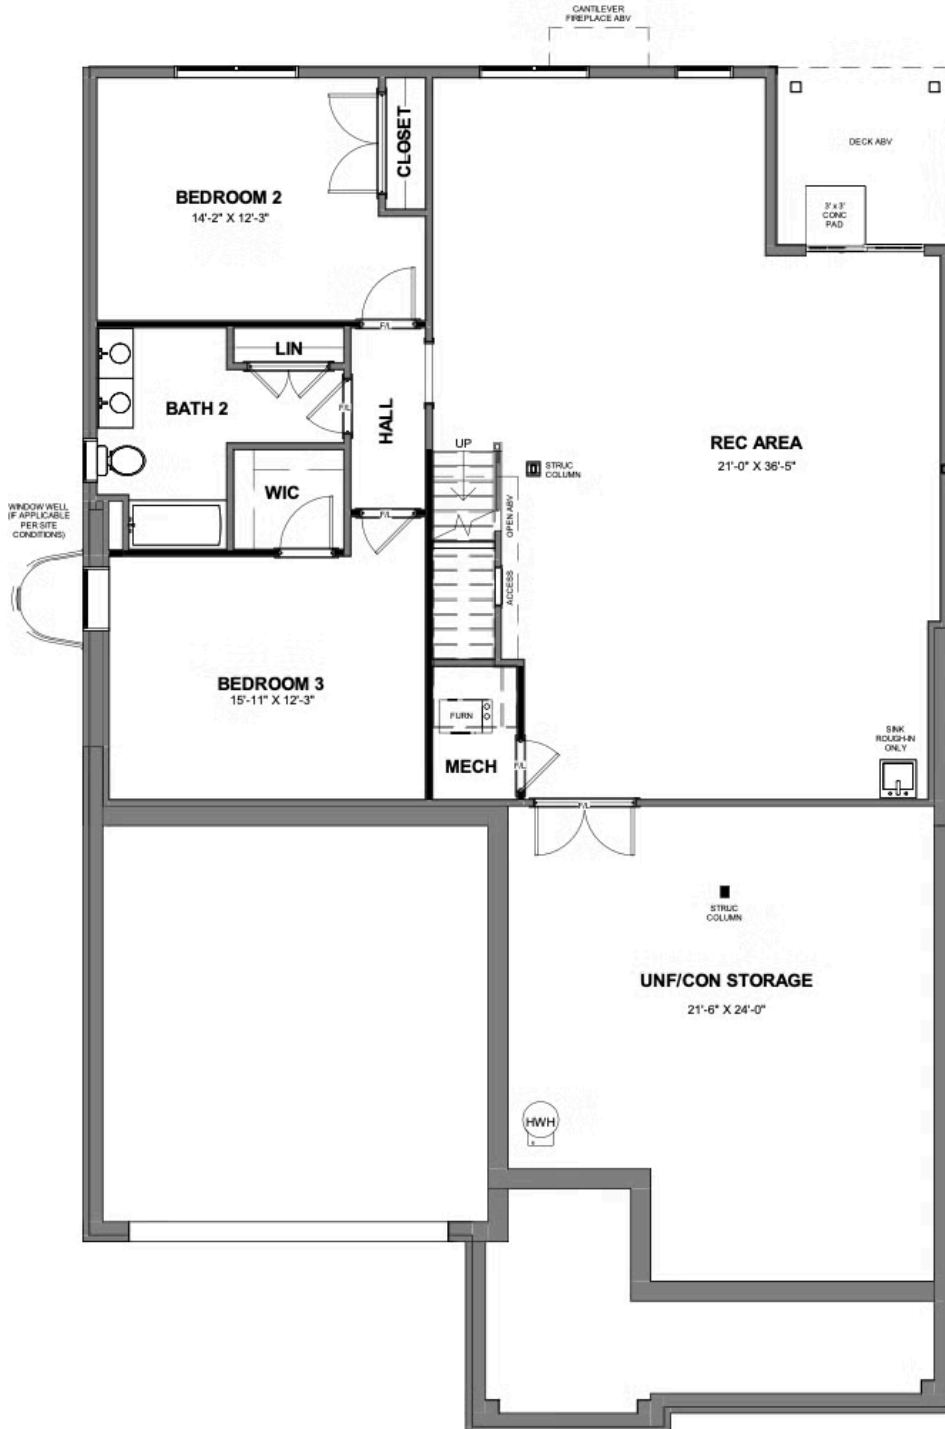 CANTILEVER
FIREPLACE ABV
DECK ABV
CLOSET
BEDROOM 2
14'-2" X 12'-3"
3' x 3'
CONC
PAD
F/L
LIN
BATH 2
F/L
HALL
UP
REC AREA
21'-0" X 36'-5"
STRUC
COLUMN
WIC
OPEN ABV
WINDOW WELL
(IF APPLICABLE
PER SITE
CONDITIONS)
F/L
ACCESS
BEDROOM 3
15'-11" X 12'-3"
FURN
SINK
ROUGH-IN
ONLY
MECH
F/L
F/L
STRUC
COLUMN
UNF/CON STORAGE
21'-6" X 24'-0"
HWH